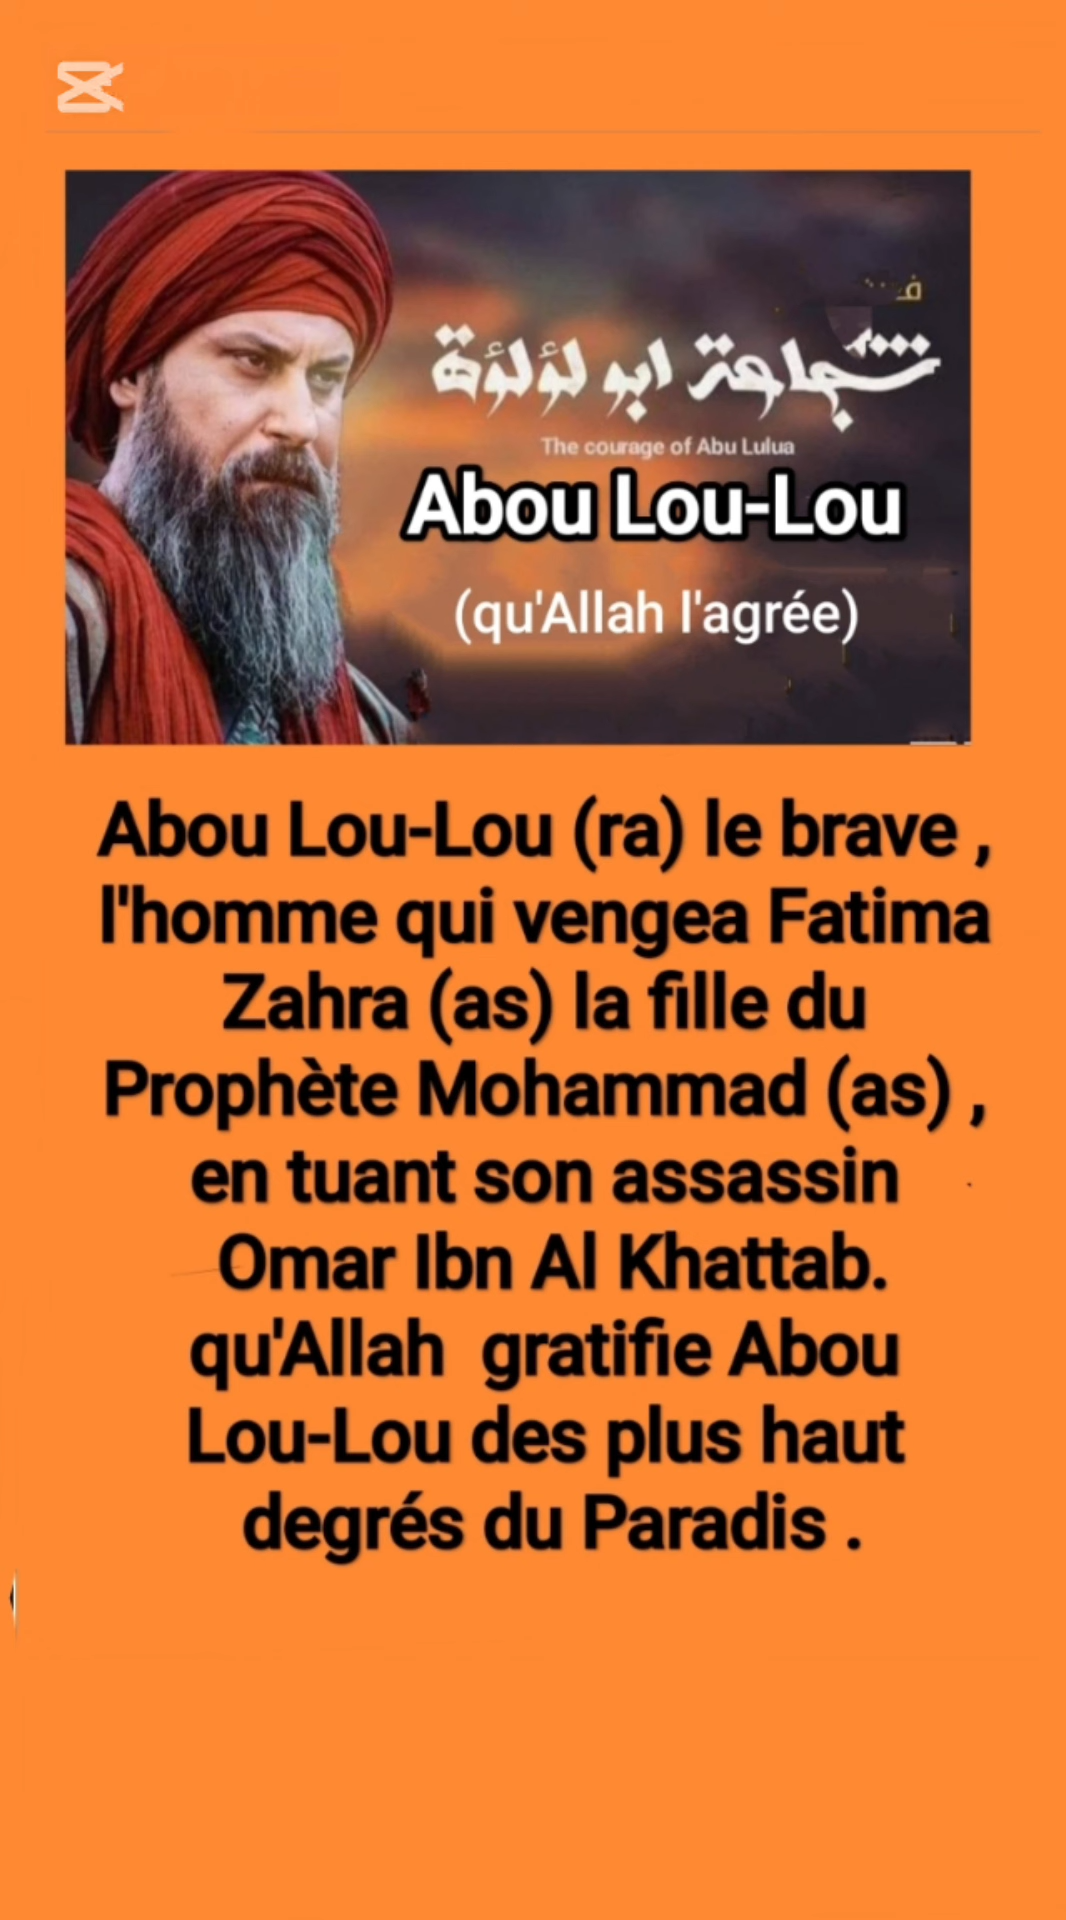 شجاعة ابو لؤلؤة
The courage of Abu Lulua
Abou Lou-Lou
(qu'Allah l'agrée)
Abou Lou-Lou (ra) le brave ,
l'homme qui vengea Fatima
Zahra (as) la fille du
Prophète Mohammad (as) ,
en tuant son assassin
Omar Ibn Al Khattab.
qu'Allah gratifie Abou
Lou-Lou des plus haut
degrés du Paradis .